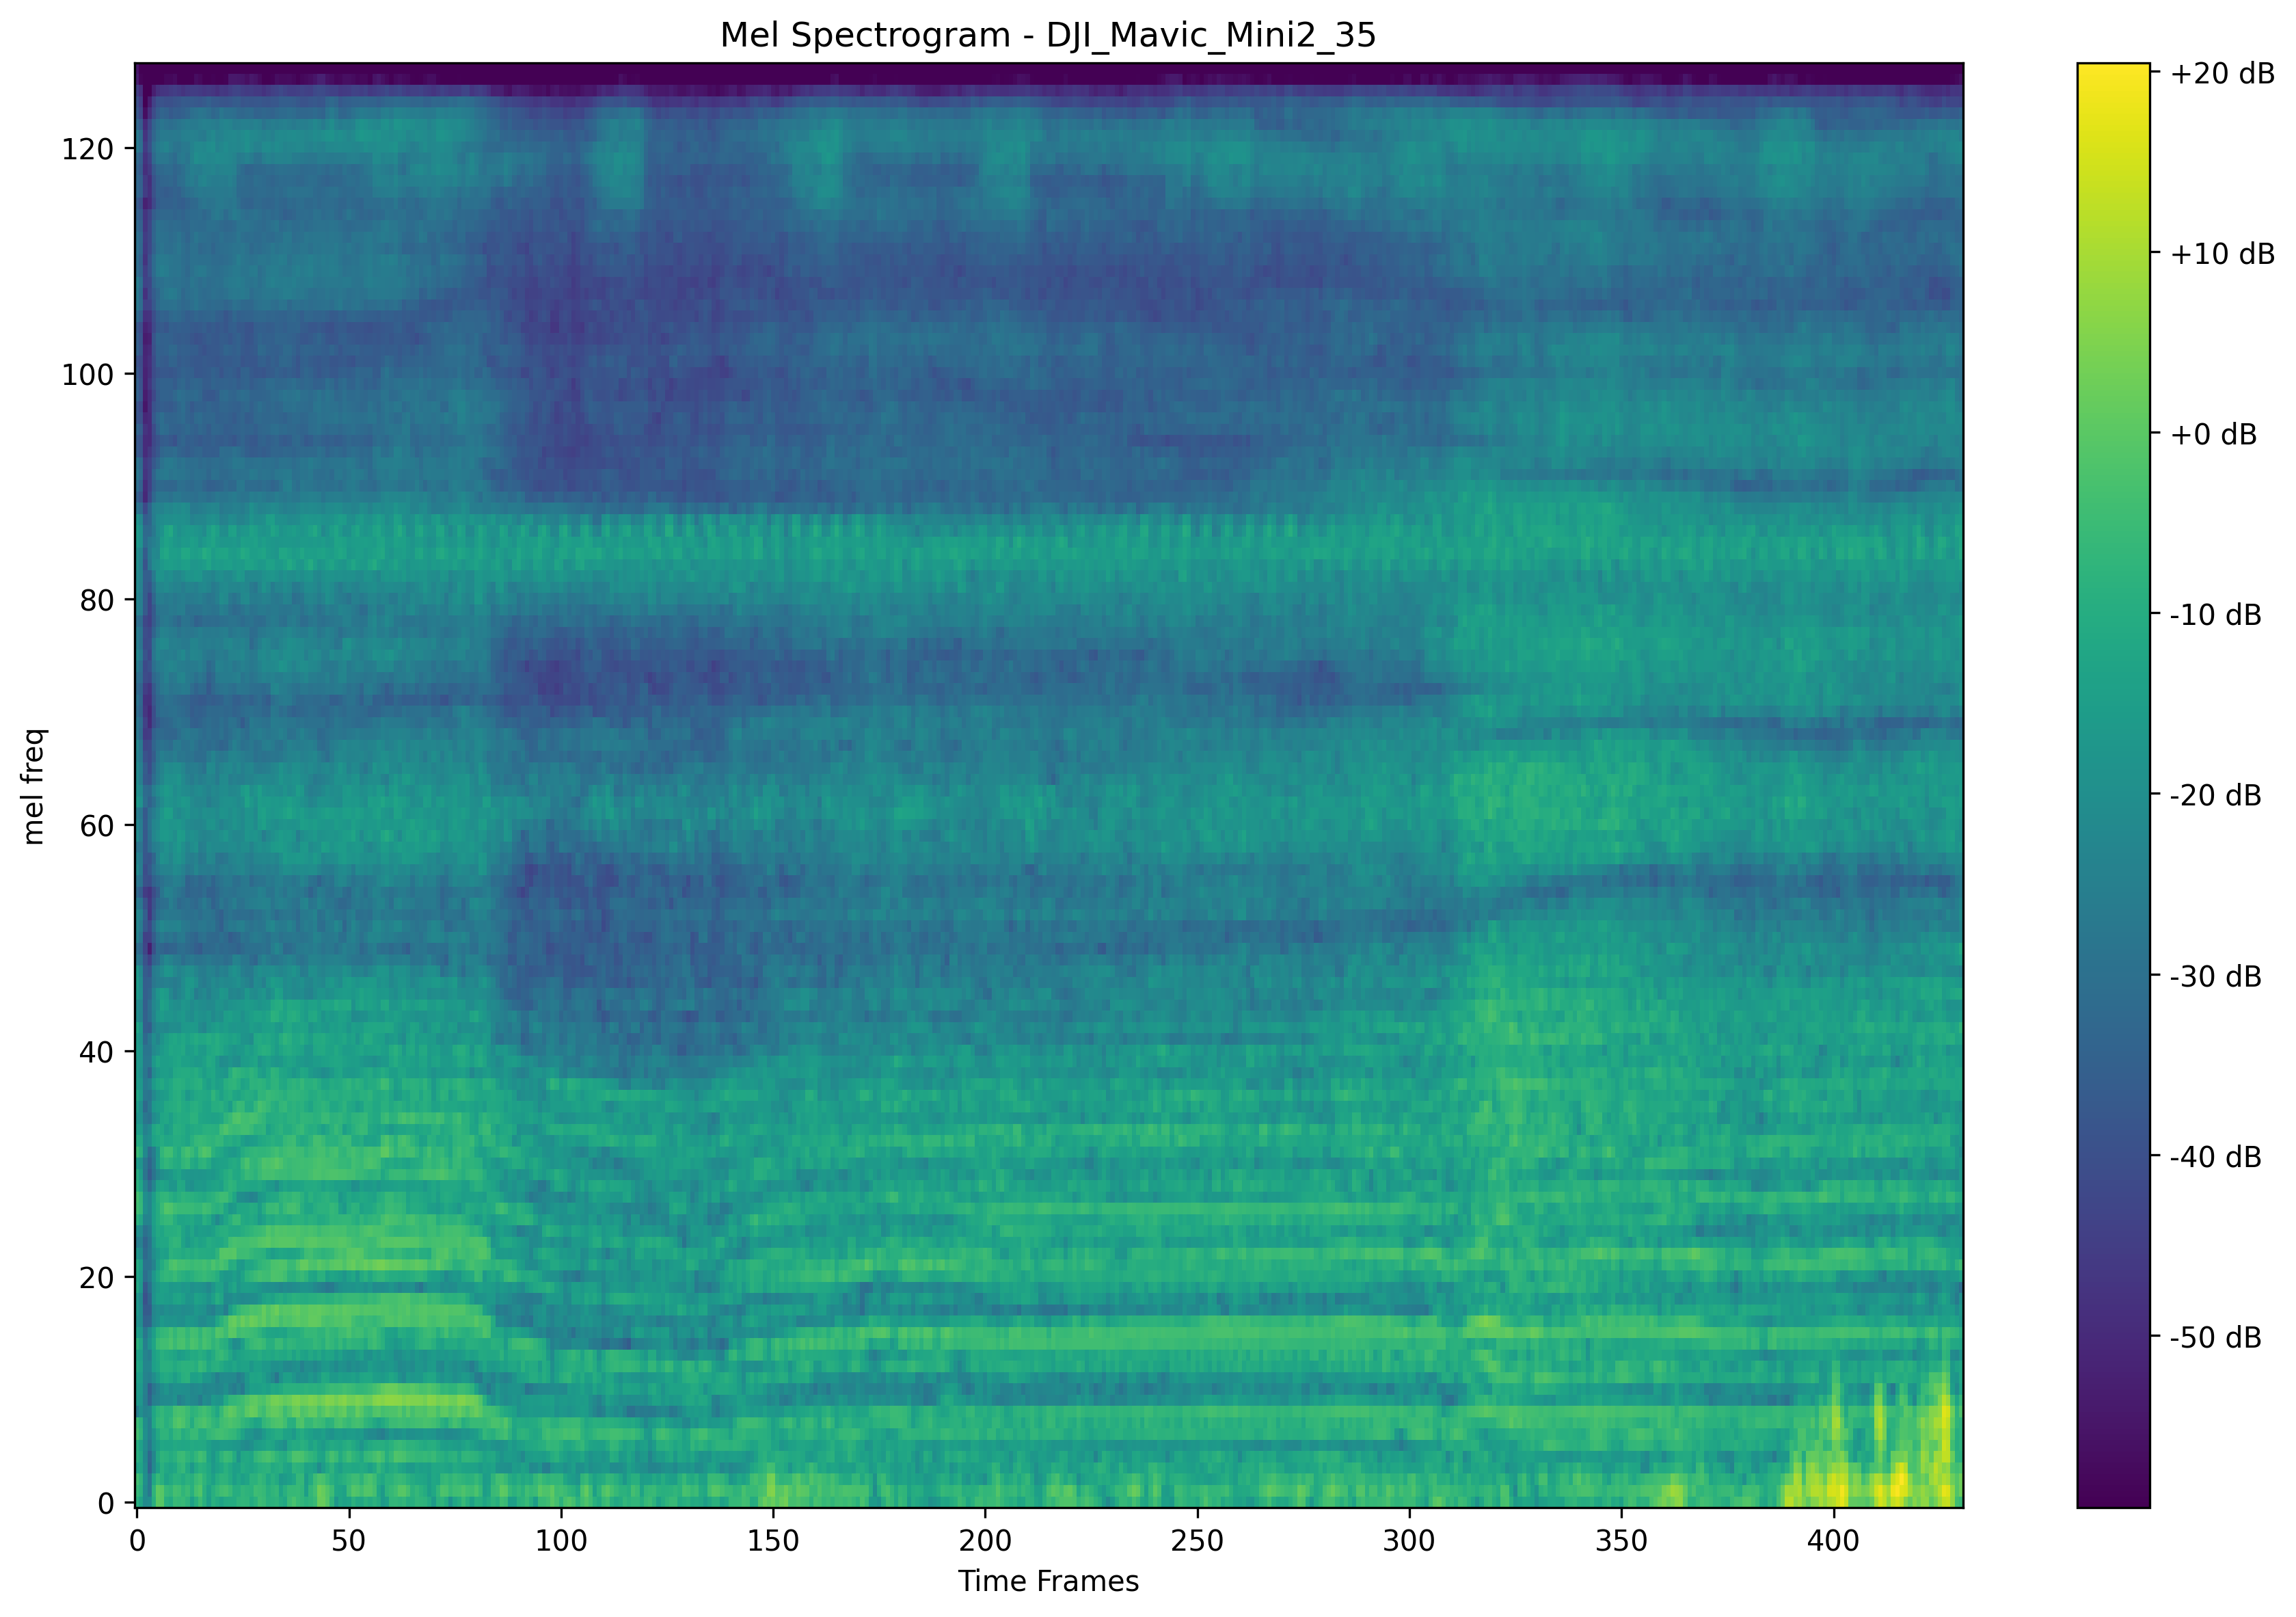 Mel Spectrogram - DJI_Mavic_Mini2_35
mel freq
120
100
80
60
40
20
0
0 50 100 150 200 250 300 350 400
Time Frames
+20 dB
+10 dB
+0 dB
-10 dB
-20 dB
-30 dB
-40 dB
-50 dB